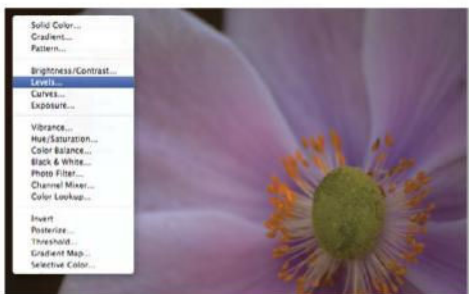 Solid Color...
Gradient...
Pattern...
Brightness/Contrast...
Levels...
Curves...
Exposure...
Vibrance...
Hue/Saturation...
Color Balance...
Black & White...
Photo Filter...
Channel Mixer...
Color Lookup...
Invert
Posterize...
Threshold...
Gradient Map...
Selective Color...